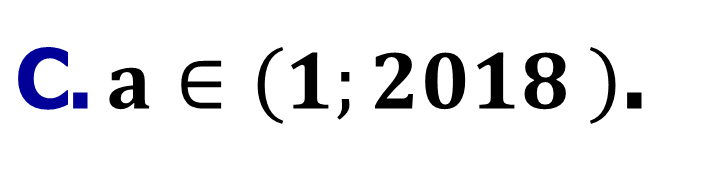 C. a ∈ (1; 2018 ).